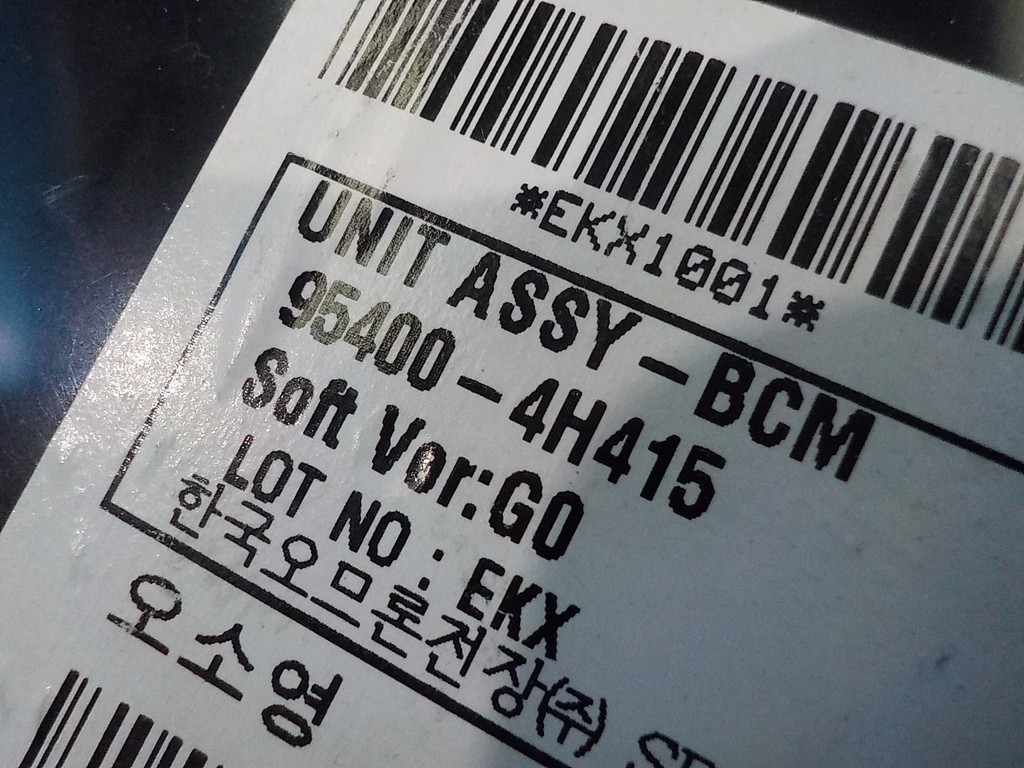 *EKX1001*
UNIT ASSY-BCM
95400-4H415
Soft Ver:G0
LOT NO : EKX
한국오므론전장(주)
오소영